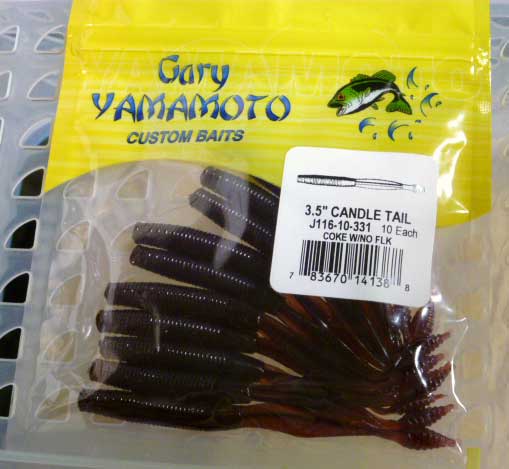 Gary
YAMAMOTO
CUSTOM BAITS
3.5" CANDLE TAIL
J116-10-331 10 Each
COKE W/NO FLK
7 83670 14138 8